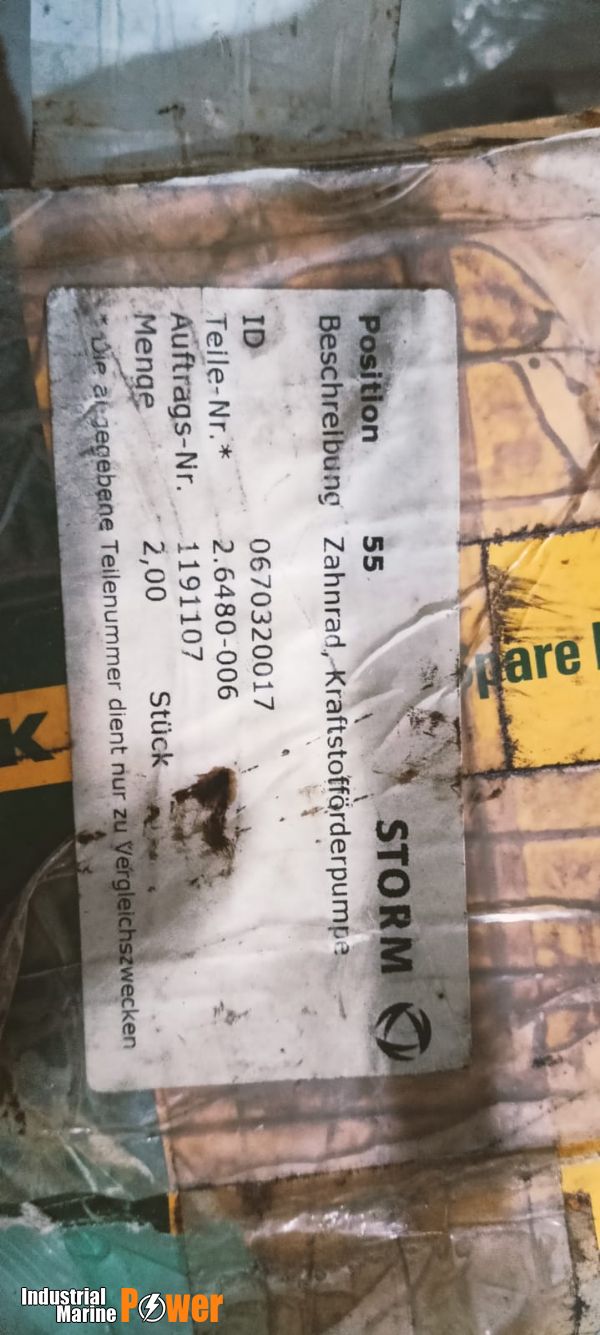 STORM
Position 55
Beschreibung Zahnrad, Kraftstoffförderpumpe
ID 0670320017
Teile-Nr.* 2.6480-006
Auftrags-Nr. 1191107
Menge 2,00 Stück
* Die angegebene Teilenummer dient nur zu Vergleichszwecken
pare
K
Industrial
Marine Power